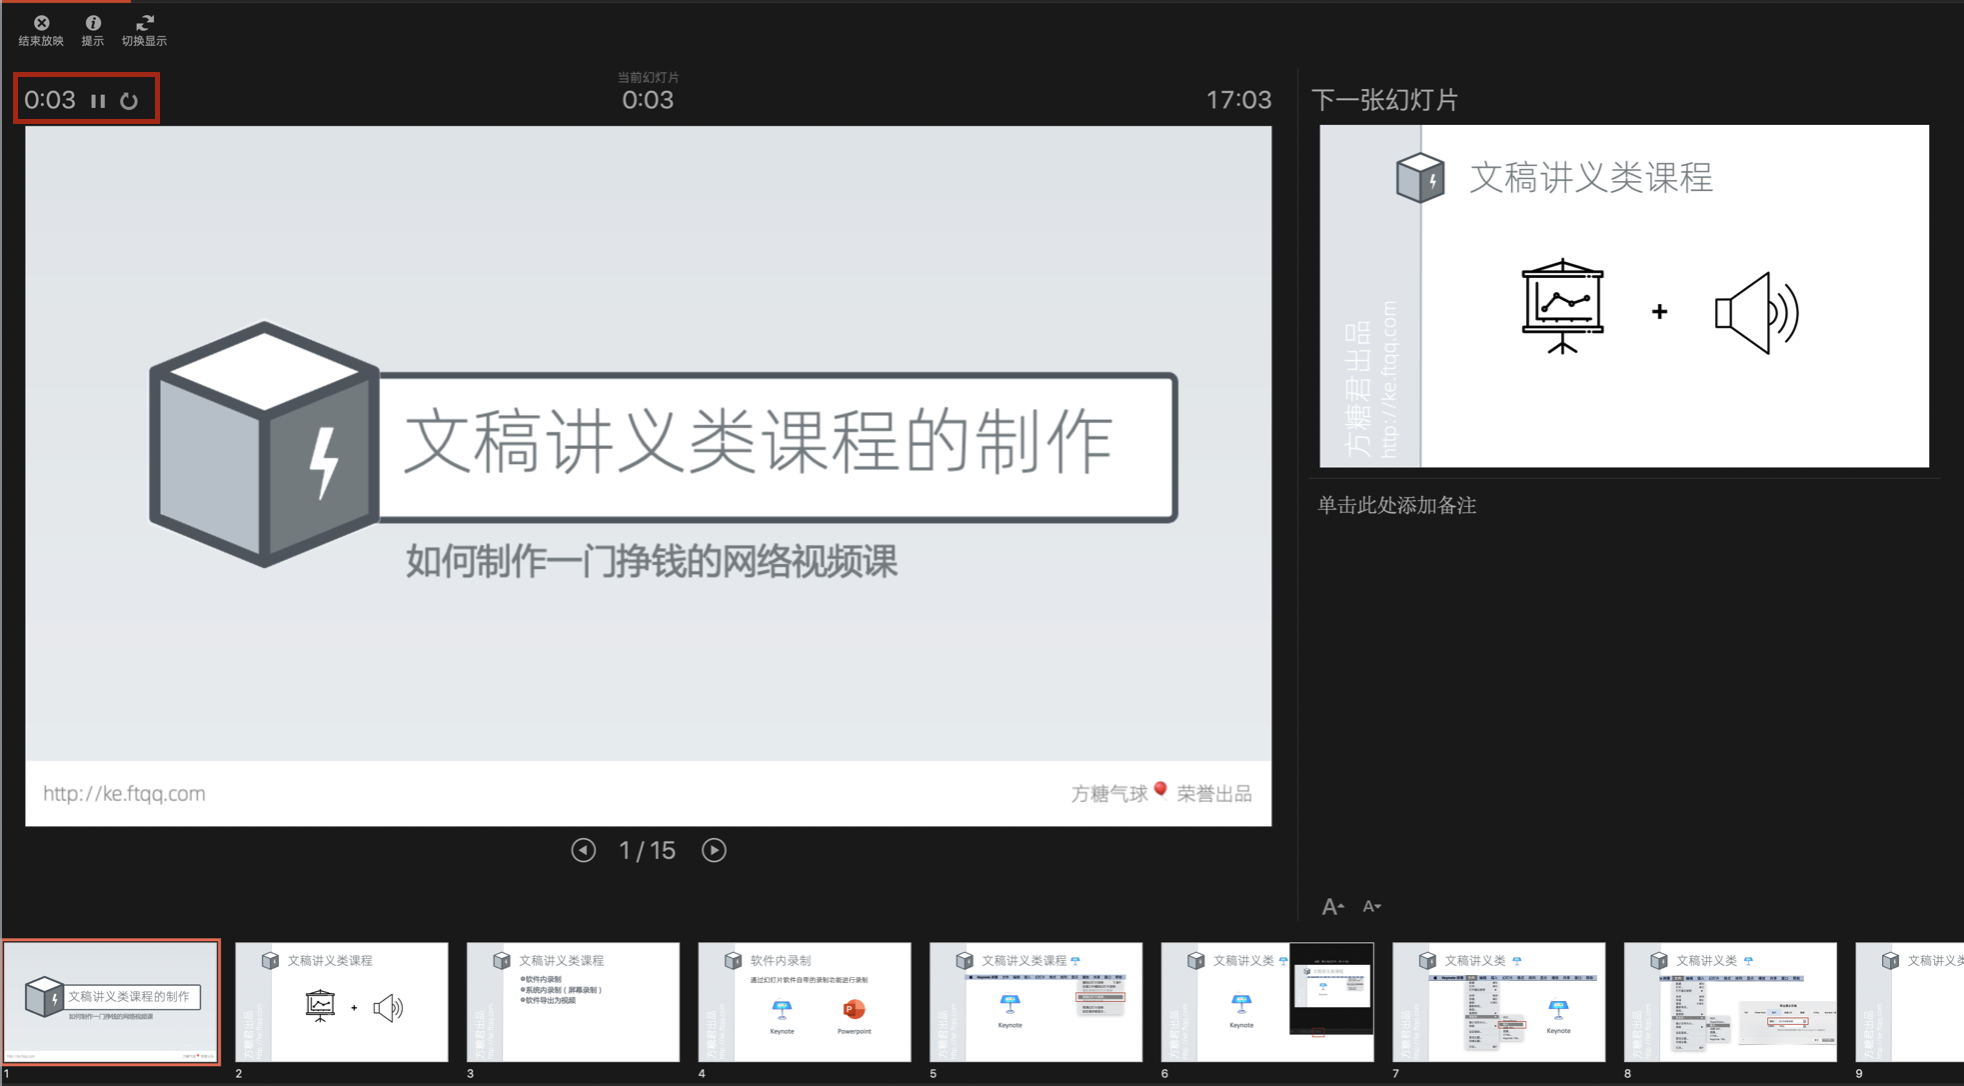 结束放映
提示
切换显示
0:03
当前幻灯片
0:03
17:03
下一张幻灯片
文稿讲义类课程的制作
如何制作一门挣钱的网络视频课
http://ke.ftqq.com
方糖气球 荣誉出品
1/15
文稿讲义类课程
+
方糖君出品
http://ke.ftqq.com
单击此处添加备注
A
A
文稿讲义类课程的制作
如何制作一门挣钱的网络视频课
1
文稿讲义类课程
+
2
文稿讲义类课程
软件内录制
系统内录制(屏幕录制)
软件导出为视频
3
软件内录制
通过幻灯片软件自带的录制功能进行录制
Keynote
Powerpoint
4
文稿讲义类课程
Keynote
5
文稿讲义类
Keynote
6
文稿讲义类
Keynote
7
文稿讲义类
8
文稿讲义
9